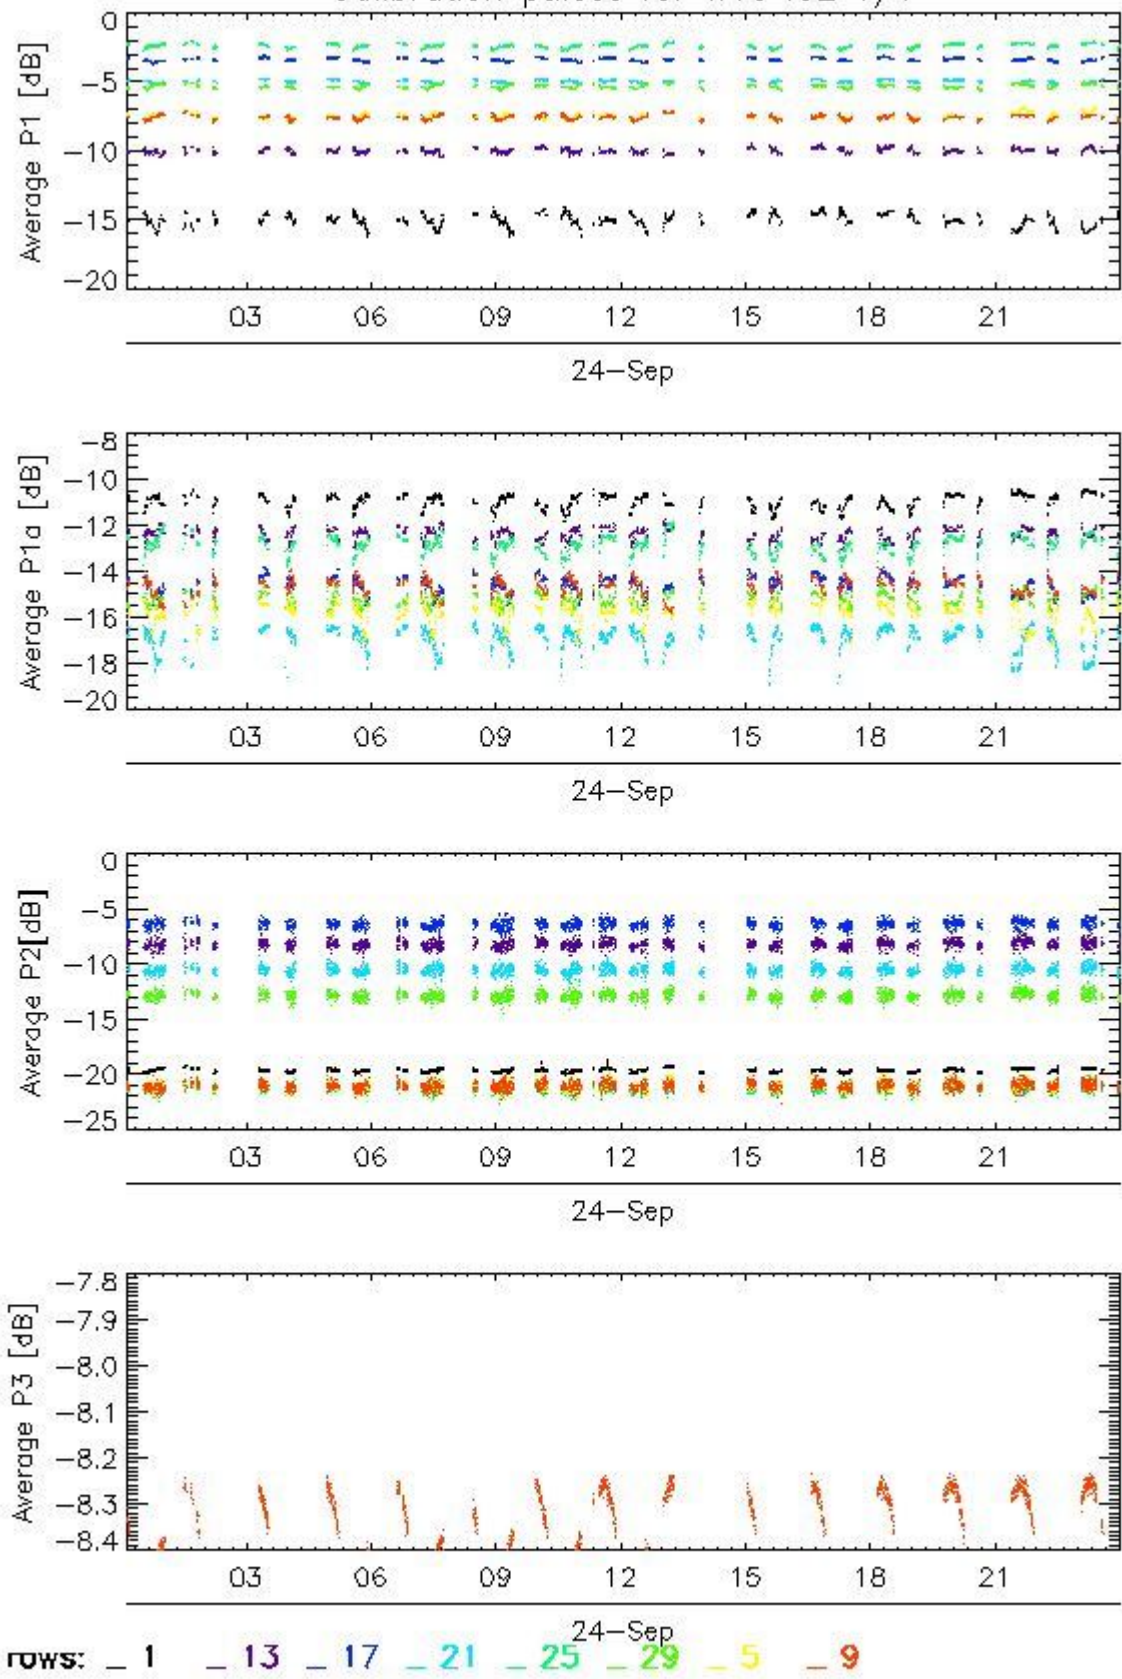 Calibration pulses for
0
−5
−10
−15
−20
Average P1 [dB]
03 06 09 12 15 18 21
24−Sep
−8
−10
−12
−14
−16
−18
−20
Average P1a [dB]
03 06 09 12 15 18 21
24−Sep
0
−5
−10
−15
−20
−25
Average P2[dB]
03 06 09 12 15 18 21
24−Sep
−7.8
−7.9
−8.0
−8.1
−8.2
−8.3
−8.4
Average P3 [dB]
03 06 09 12 15 18 21
24−Sep
rows: _ 1 _ 13 _ 17 _ 21 _ 25 _ 29 _ 5 _ 9